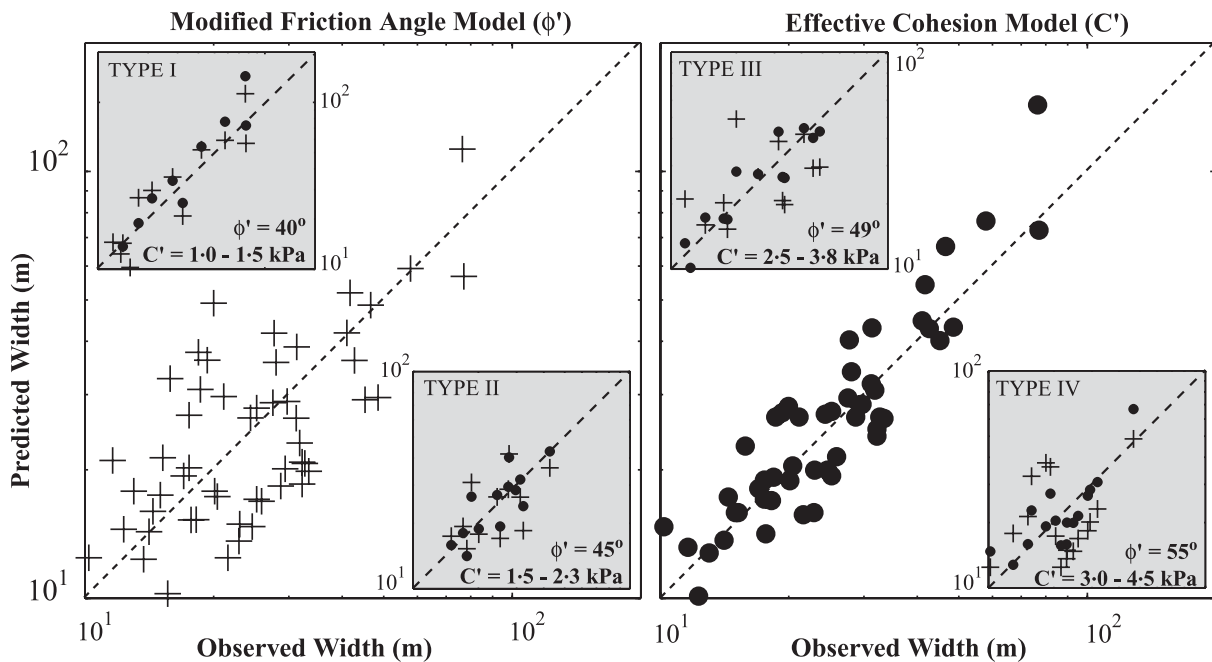 Modified Friction Angle Model (ϕ')
Effective Cohesion Model (C')
Predicted Width (m)
10²
10¹
TYPE I
10²
ϕ' = 40°
C' = 1·0 - 1·5 kPa
10¹
TYPE II
10²
ϕ' = 45°
C' = 1·5 - 2·3 kPa
10¹
10¹
10²
Observed Width (m)
TYPE III
10²
ϕ' = 49°
C' = 2·5 - 3·8 kPa
10¹
TYPE IV
10²
ϕ' = 55°
C' = 3·0 - 4·5 kPa
10¹
10¹
10²
Observed Width (m)